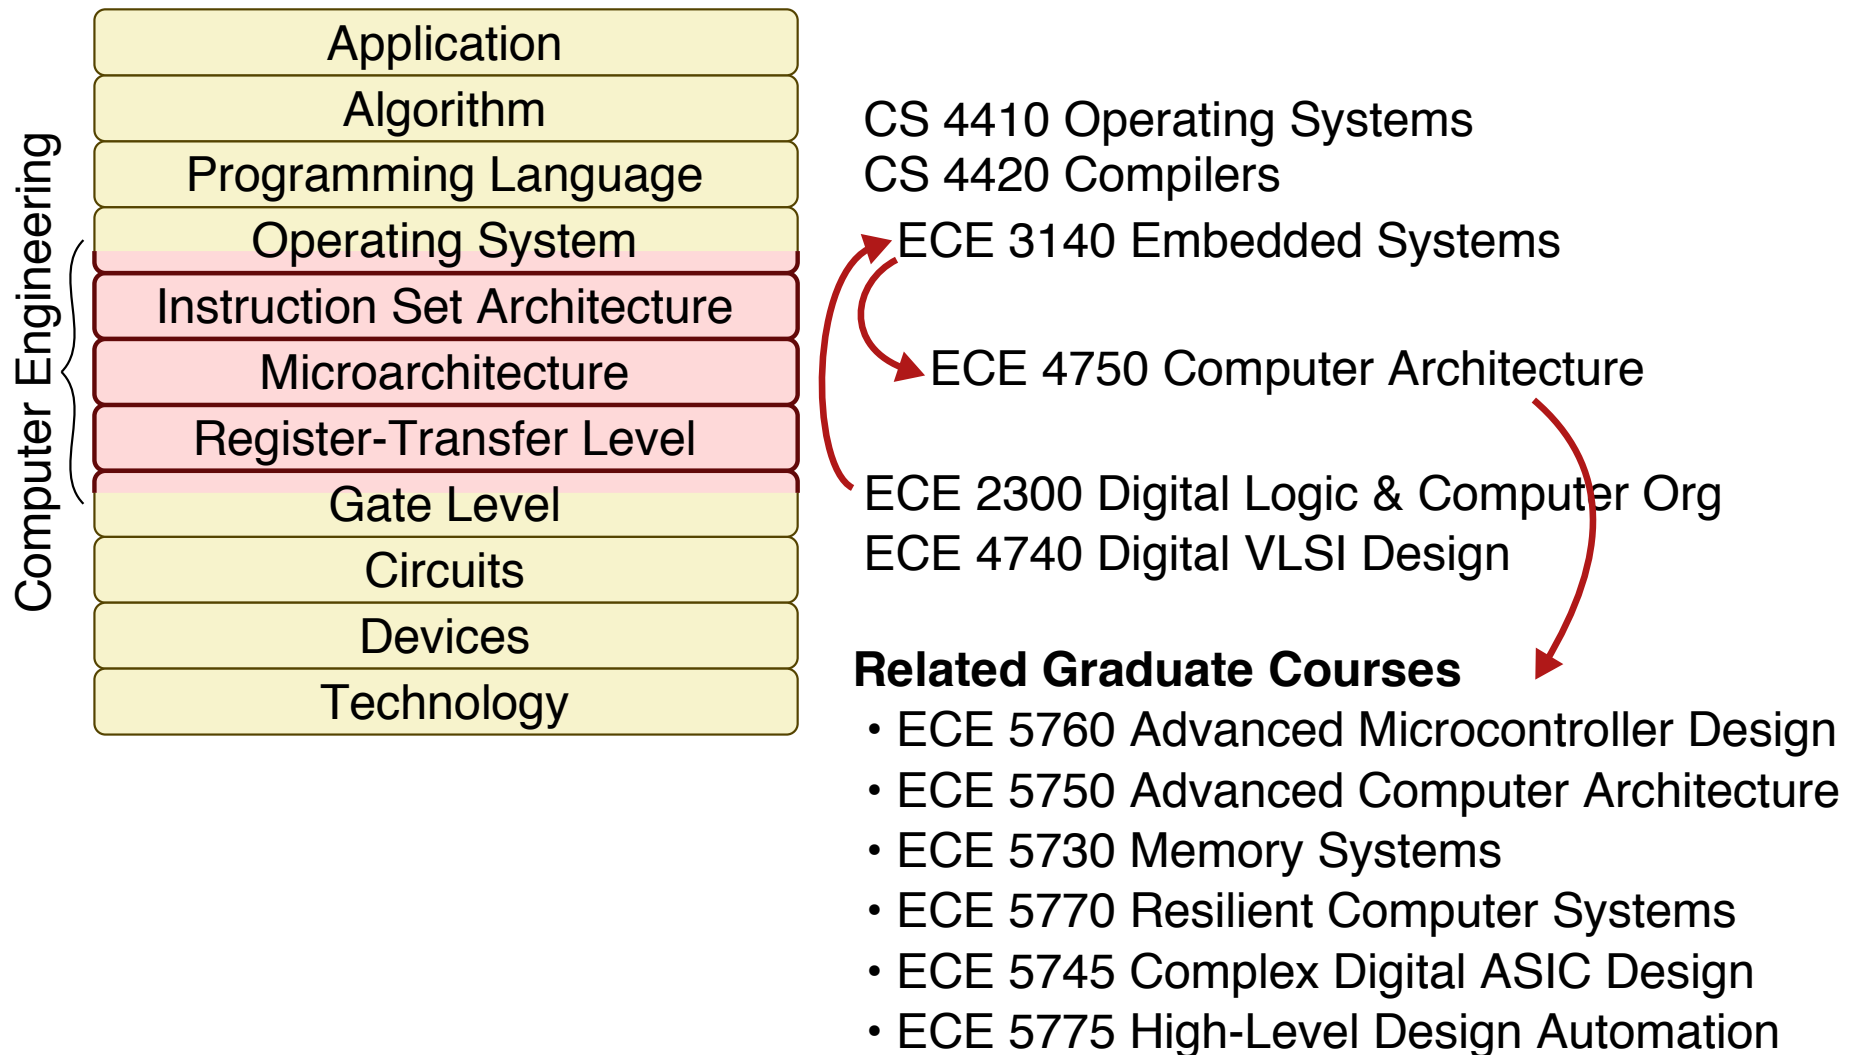 Computer Engineering
Application
Algorithm
Programming Language
Operating System
Instruction Set Architecture
Microarchitecture
Register-Transfer Level
Gate Level
Circuits
Devices
Technology
CS 4410 Operating Systems
CS 4420 Compilers
ECE 3140 Embedded Systems
ECE 4750 Computer Architecture
ECE 2300 Digital Logic & Computer Org
ECE 4740 Digital VLSI Design
Related Graduate Courses
• ECE 5760 Advanced Microcontroller Design
• ECE 5750 Advanced Computer Architecture
• ECE 5730 Memory Systems
• ECE 5770 Resilient Computer Systems
• ECE 5745 Complex Digital ASIC Design
• ECE 5775 High-Level Design Automation